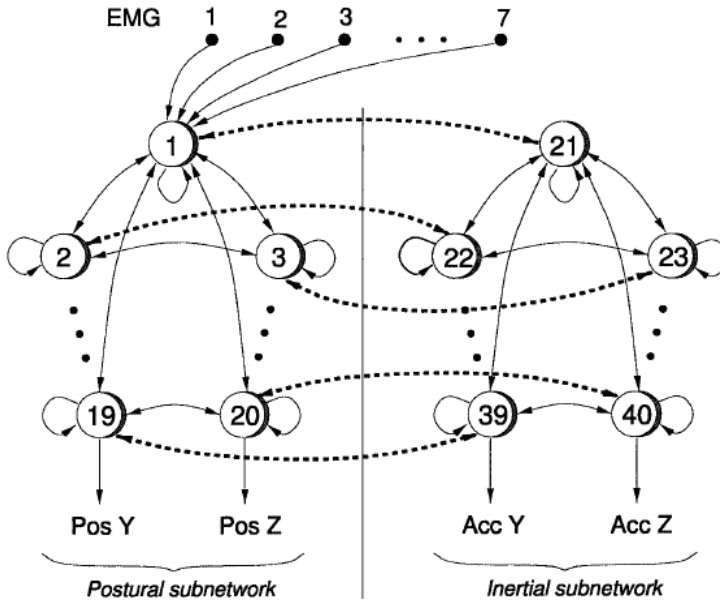 EMG 1 2 3 7
1 21
2 3 22 23
19 20 39 40
Pos Y Pos Z Acc Y Acc Z
Postural subnetwork Inertial subnetwork